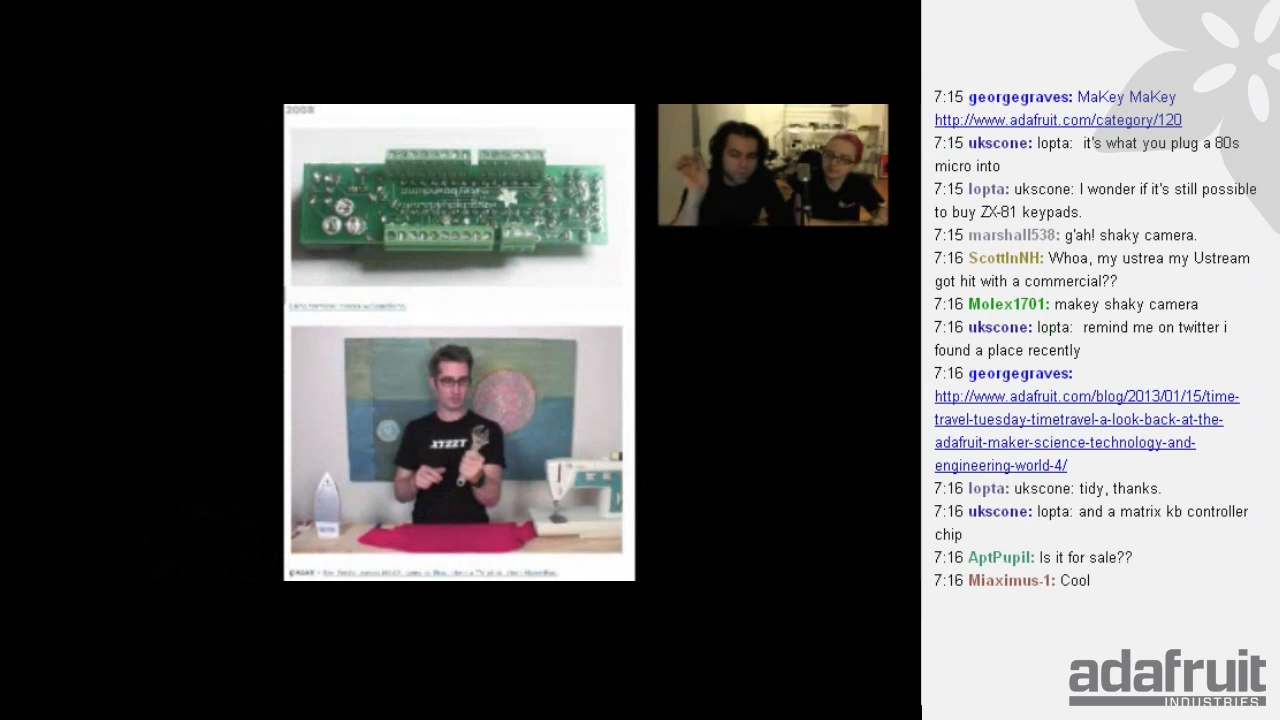 2008
XTZZT
7:15 georgegraves: MaKey MaKey
http://www.adafruit.com/category/120
7:15 ukscone: lopta: it's what you plug a 80s
micro into
7:15 lopta: ukscone: I wonder if it's still possible
to buy ZX-81 keypads.
7:15 marshall538: g'ah! shaky camera.
7:16 ScottInNH: Whoa, my ustrea my Ustream
got hit with a commercial??
7:16 Molex1701: makey shaky camera
7:16 ukscone: lopta: remind me on twitter i
found a place recently
7:16 georgegraves:
http://www.adafruit.com/blog/2013/01/15/time-
travel-tuesday-timetravel-a-look-back-at-the-
adafruit-maker-science-technology-and-
engineering-world-4/
7:16 lopta: ukscone: tidy, thanks.
7:16 ukscone: lopta: and a matrix kb controller
chip
7:16 AptPupil: Is it for sale??
7:16 Miaximus-1: Cool
adafruit
INDUSTRIES